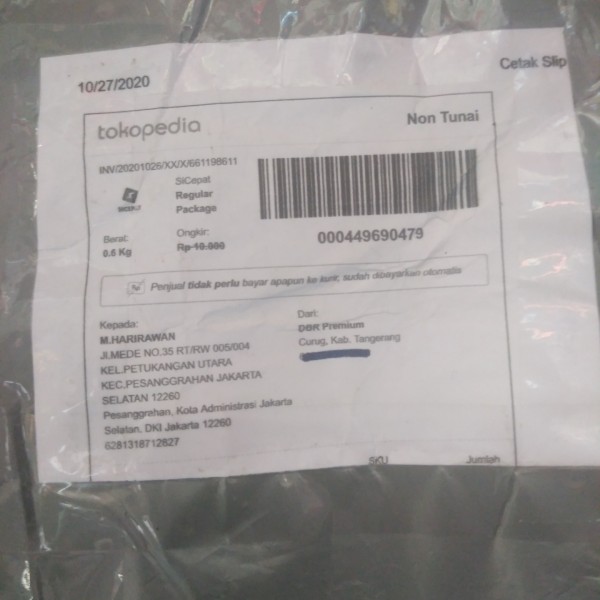 10/27/2020
Cetak Slip
tokopedia
Non Tunai
INV/20201026/XX/X/661198611
SiCepat
Regular
Package
Berat:
0.6 Kg
Ongkir:
Rp 10.000
000449690479
Penjual tidak perlu bayar apapun ke kurir, sudah dibayarkan otomatis
Kepada:
M.HARIRAWAN
Jl.MEDE NO.35 RT/RW 005/004
KEL.PETUKANGAN UTARA
KEC.PESANGGRAHAN JAKARTA
SELATAN 12260
Pesanggrahan, Kota Administrasi Jakarta
Selatan, DKI Jakarta 12260
6281318712827
Dari:
DBR Premium
Curug, Kab. Tangerang
SKU
Jumlah